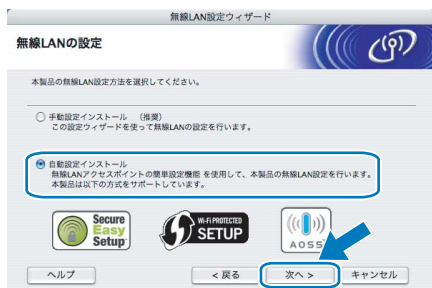 無線LAN設定ウィザード
無線LANの設定
本製品の無線LAN設定方法を選択してください。
手動設定インストール （推奨）
この設定ウィザードを使って無線LANの設定を行います。
自動設定インストール
無線LANアクセスポイントの簡単設定機能 を使用して、本製品の無線LAN設定を行います。
本製品は以下の方式をサポートしています。
Secure
Easy
Setup
WI-FI PROTECTED
SETUP
AOSS
ヘルプ
< 戻る
次へ >
キャンセル